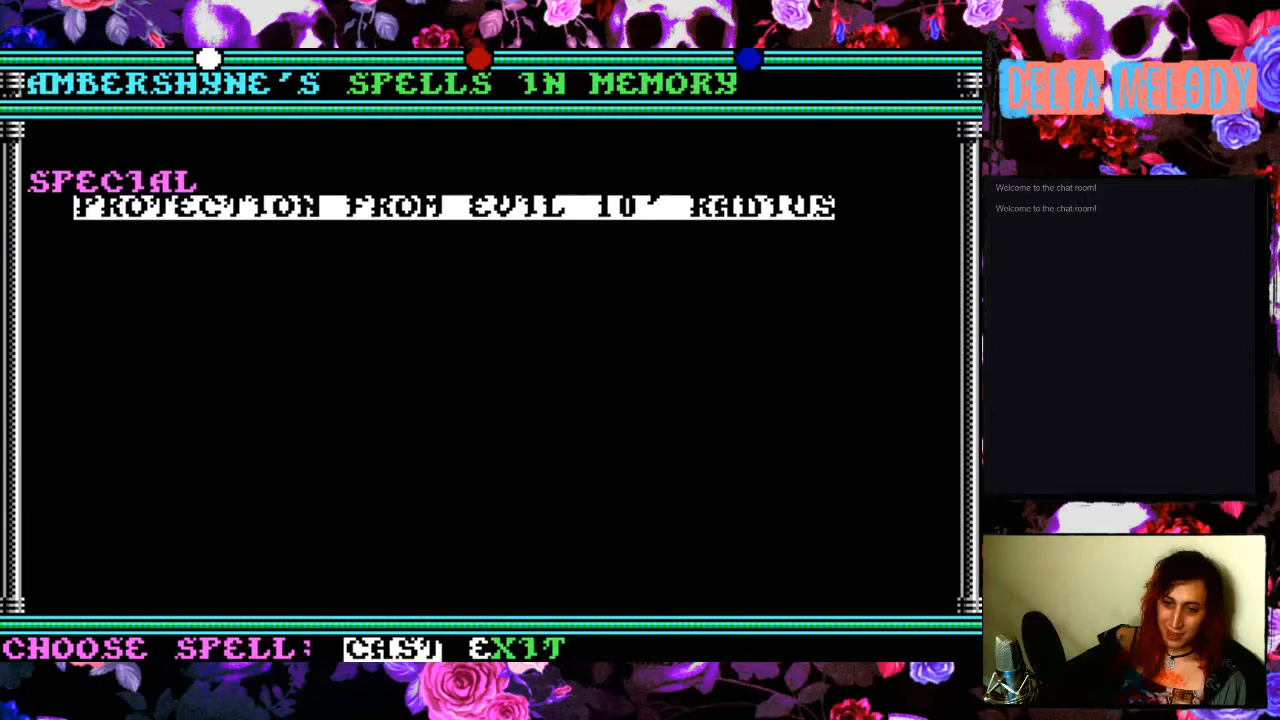 AMBERSHYNE'S SPELLS IN MEMORY
SPECIAL
PROTECTION FROM EVIL 10' RADIUS
CHOOSE SPELL: CAST EXIT
DELTA MELODY
Welcome to the chat room!
Welcome to the chat room!